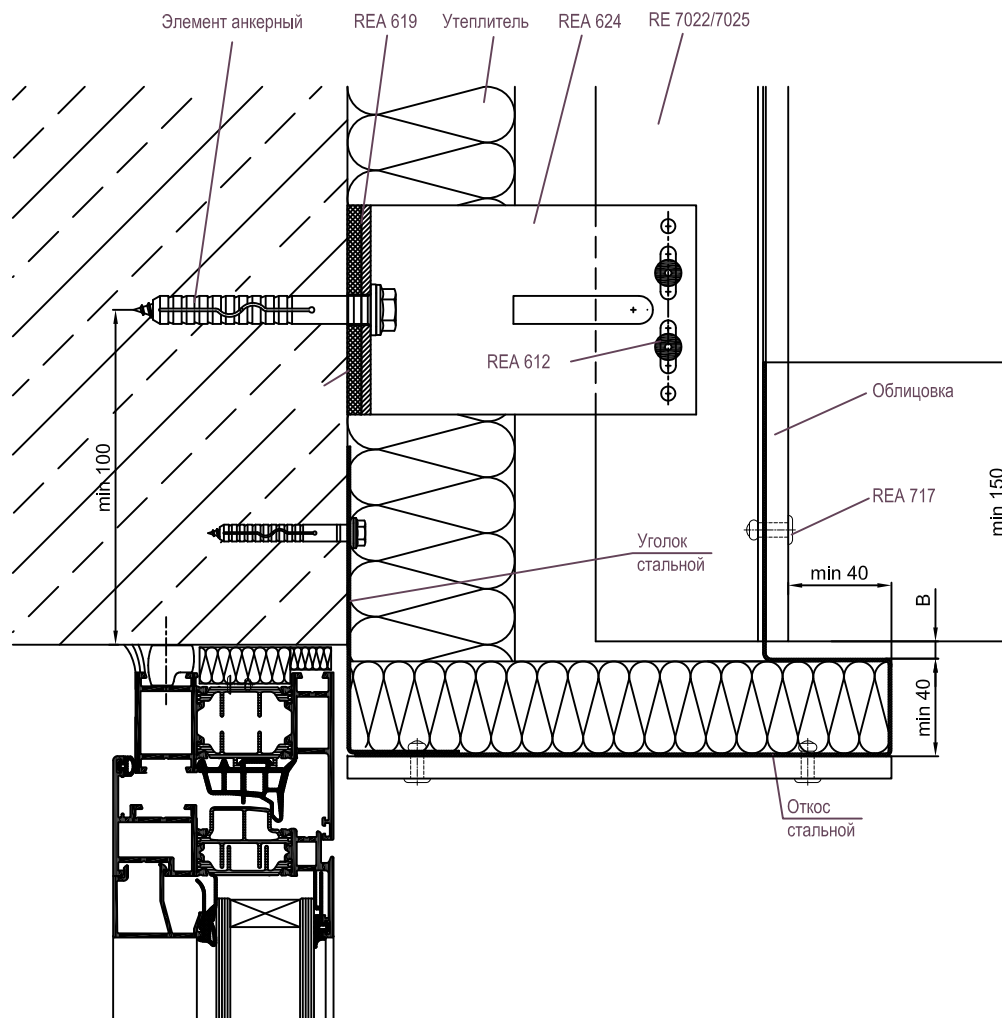 Элемент анкерный
REA 619
Утеплитель
REA 624
RE 7022/7025
REA 612
Облицовка
min 100
min 150
REA 717
Уголок
стальной
min 40
B
min 40
Откос
стальной